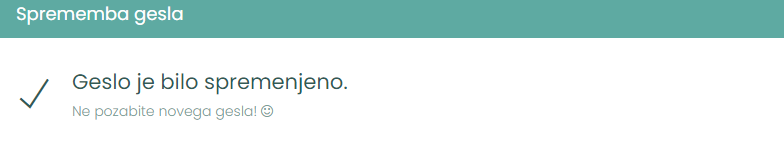 Sprememba gesla
Geslo je bilo spremenjeno.
Ne pozabite novega gesla! ☺